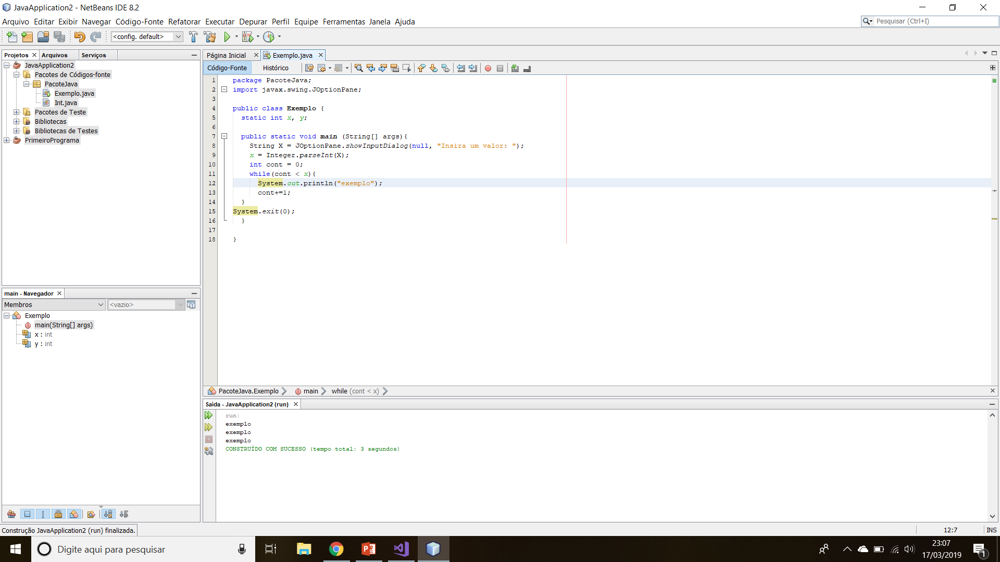 JavaApplication2 - NetBeans IDE 8.2
Arquivo Editar Exibir Navegar Código-Fonte Refatorar Executar Depurar Perfil Equipe Ferramentas Janela Ajuda
Pesquisar (Ctrl+I)
<config. default>
Projetos Arquivos Serviços
JavaApplication2
Pacotes de Códigos-fonte
PacoteJava
Exemplo.java
Int.java
Pacotes de Teste
Bibliotecas
Bibliotecas de Testes
PrimeiroPrograma
main - Navegador
Membros <vazio>
Exemplo
main(String[] args)
x : int
y : int
Página Inicial Exemplo.java
Código-Fonte Histórico
1 package PacoteJava;
2 import javax.swing.JOptionPane;
3
4 public class Exemplo {
5 static int x, y;
6
7 public static void main (String[] args){
8 String X = JOptionPane.showInputDialog(null, "Insira um valor: ");
9 x = Integer.parseInt(X);
10 int cont = 0;
11 while(cont < x){
12 System.out.println("exemplo");
13 cont+=1;
14 }
15 System.exit(0);
16 }
17
18 }
PacoteJava.Exemplo main while (cont < x)
Saída - JavaApplication2 (run)
run:
exemplo
exemplo
exemplo
CONSTRUÍDO COM SUCESSO (tempo total: 3 segundos)
Construção JavaApplication2 (run) finalizada.
12:7 INS
Digite aqui para pesquisar
23:07
17/03/2019
1